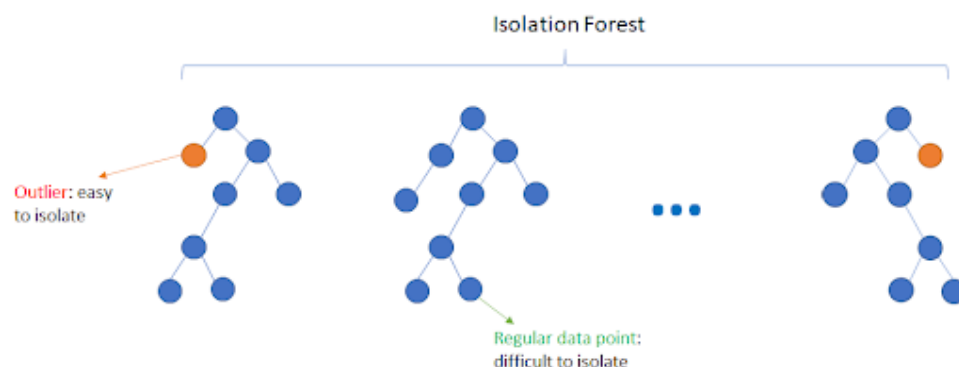 Isolation Forest
Outlier: easy
to isolate
Regular data point:
difficult to isolate